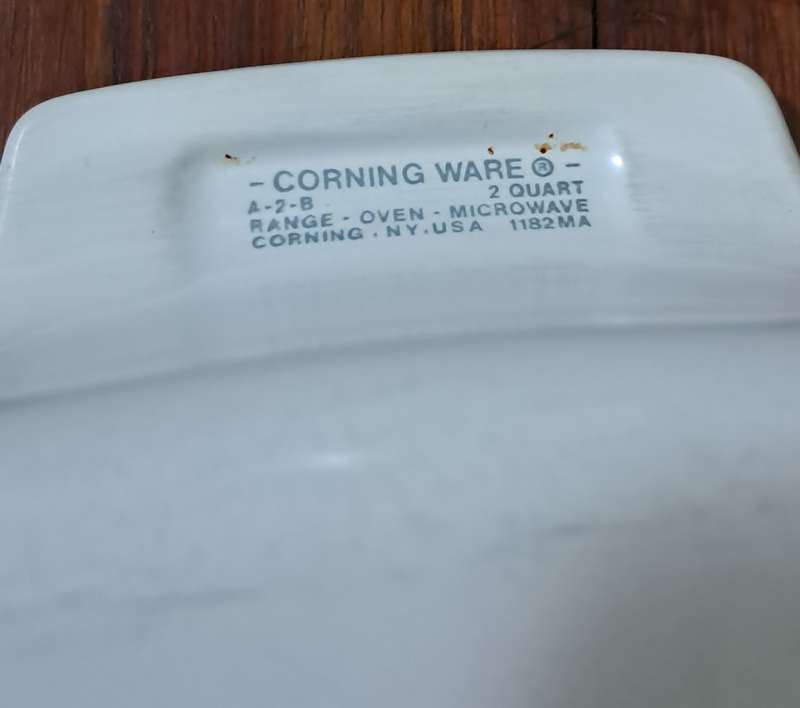 - CORNING WARE ® -
A-2-B 2 QUART
RANGE - OVEN - MICROWAVE
CORNING . NY . USA 1182MA